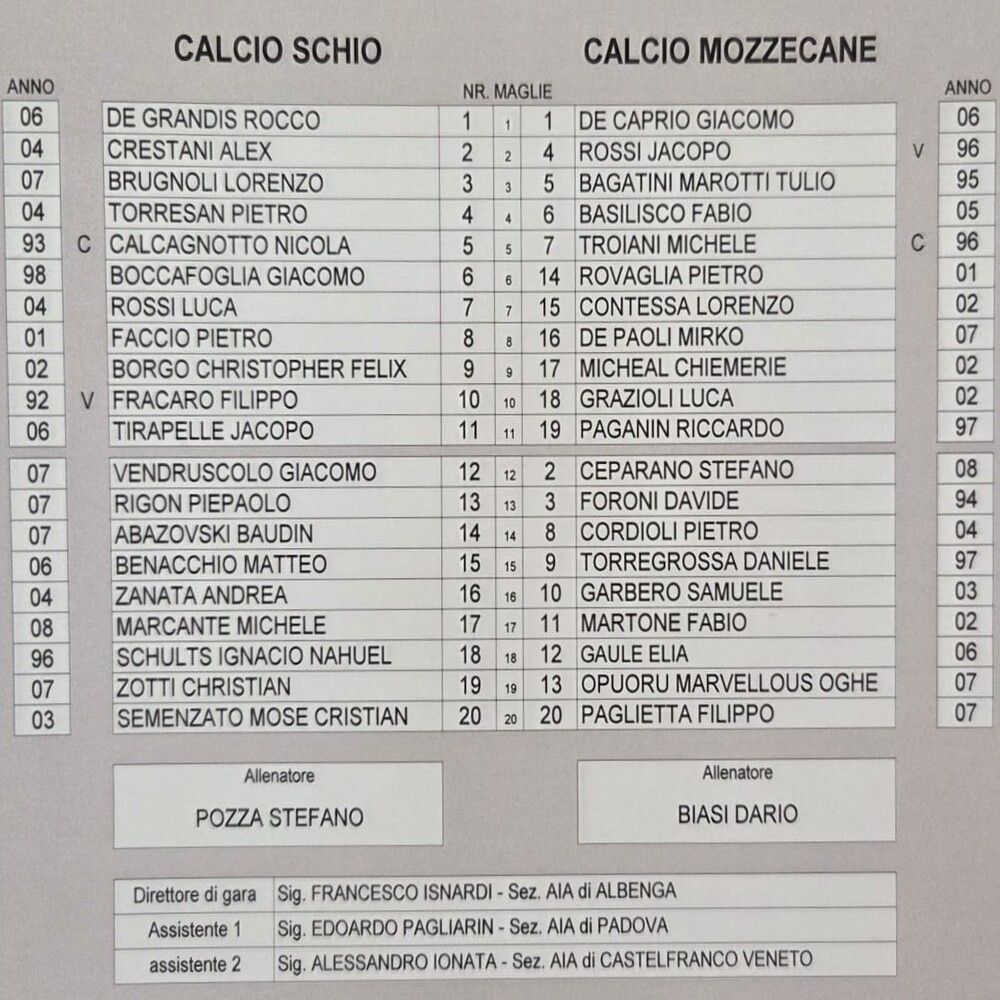 CALCIO SCHIO CALCIO MOZZECANE
ANNO NR. MAGLIE ANNO
06 DE GRANDIS ROCCO 1 1 1 DE CAPRIO GIACOMO 06
04 CRESTANI ALEX 2 2 4 ROSSI JACOPO V 96
07 BRUGNOLI LORENZO 3 3 5 BAGATINI MAROTTI TULIO 95
04 TORRESAN PIETRO 4 4 6 BASILISCO FABIO 05
93 C CALCAGNOTTO NICOLA 5 5 7 TROIANI MICHELE C 96
98 BOCCAFOGLIA GIACOMO 6 6 14 ROVAGLIA PIETRO 01
04 ROSSI LUCA 7 7 15 CONTESSA LORENZO 02
01 FACCIO PIETRO 8 8 16 DE PAOLI MIRKO 07
02 BORGO CHRISTOPHER FELIX 9 9 17 MICHEAL CHIEMERIE 02
92 V FRACARO FILIPPO 10 10 18 GRAZIOLI LUCA 02
06 TIRAPELLE JACOPO 11 11 19 PAGANIN RICCARDO 97
07 VENDRUSCOLO GIACOMO 12 12 2 CEPARANO STEFANO 08
07 RIGON PIEPAOLO 13 13 3 FORONI DAVIDE 94
07 ABAZOVSKI BAUDIN 14 14 8 CORDIOLI PIETRO 04
06 BENACCHIO MATTEO 15 15 9 TORREGROSSA DANIELE 97
04 ZANATA ANDREA 16 16 10 GARBERO SAMUELE 03
08 MARCANTE MICHELE 17 17 11 MARTONE FABIO 02
96 SCHULTS IGNACIO NAHUEL 18 18 12 GAULE ELIA 06
07 ZOTTI CHRISTIAN 19 19 13 OPUORU MARVELLOUS OGHE 07
03 SEMENZATO MOSE CRISTIAN 20 20 20 PAGLIETTA FILIPPO 07
Allenatore Allenatore
POZZA STEFANO BIASI DARIO
Direttore di gara Sig. FRANCESCO ISNARDI - Sez. AIA di ALBENGA
Assistente 1 Sig. EDOARDO PAGLIARIN - Sez. AIA di PADOVA
assistente 2 Sig. ALESSANDRO IONATA - Sez. AIA di CASTELFRANCO VENETO